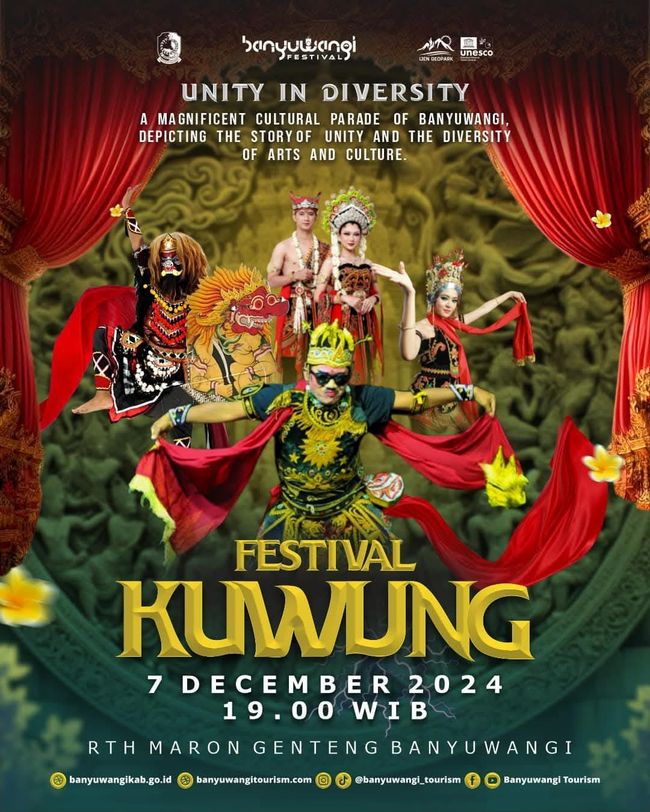 banyuwangi
FESTIVAL
IJEN GEOPARK
unesco
UNITY IN DIVERSITY
A MAGNIFICENT CULTURAL PARADE OF BANYUWANGI,
DEPICTING THE STORY OF UNITY AND THE DIVERSITY
OF ARTS AND CULTURE.
FESTIVAL
KUWUNG
7 DECEMBER 2024
19.00 WIB
RTH MARON GENTENG BANYUWANGI
banyuwangikab.go.id banyuwangitourism.com @banyuwangi_tourism Banyuwangi Tourism